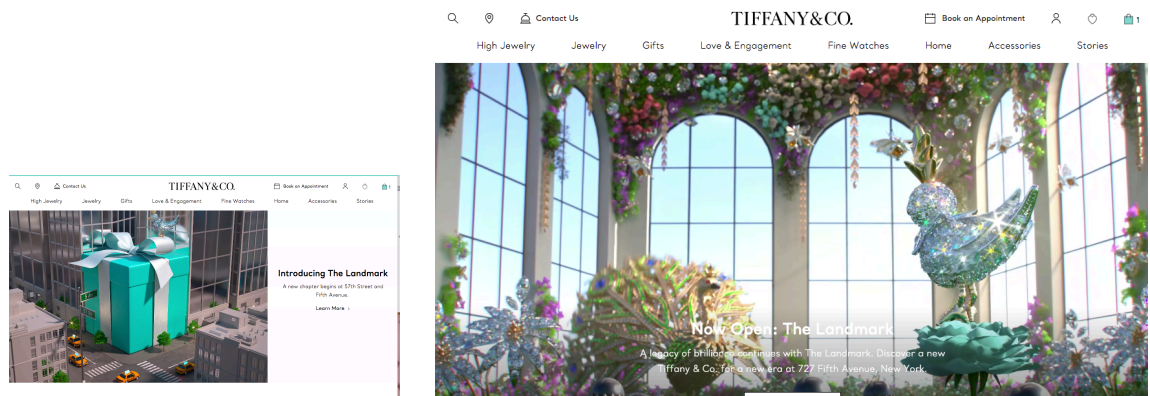 Contact Us
TIFFANY & CO.
Book an Appointment
1
High Jewelry
Jewelry
Gifts
Love & Engagement
Fine Watches
Home
Accessories
Stories
Introducing The Landmark
A new chapter begins at 57th Street and
Fifth Avenue.
Learn More ›
Contact Us
TIFFANY & CO.
Book an Appointment
1
High Jewelry
Jewelry
Gifts
Love & Engagement
Fine Watches
Home
Accessories
Stories
Now Open: The Landmark
A legacy of brilliance continues with The Landmark. Discover a new
Tiffany & Co. for a new era at 727 Fifth Avenue, New York.